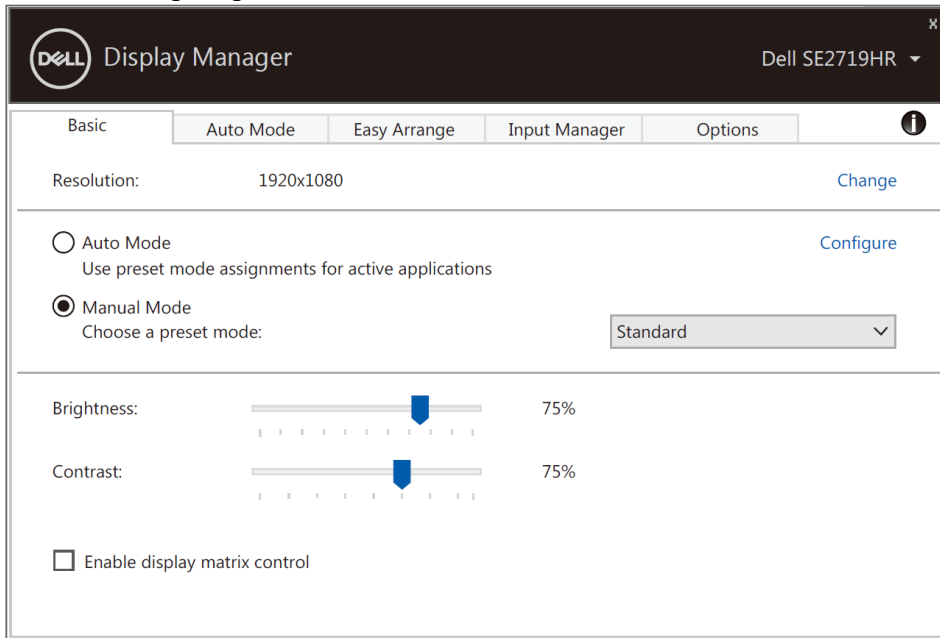 DELL Display Manager
Dell SE2719HR
Basic Auto Mode Easy Arrange Input Manager Options
Resolution: 1920x1080 Change
Auto Mode Configure
Use preset mode assignments for active applications
Manual Mode
Choose a preset mode: Standard
Brightness: 75%
Contrast: 75%
Enable display matrix control